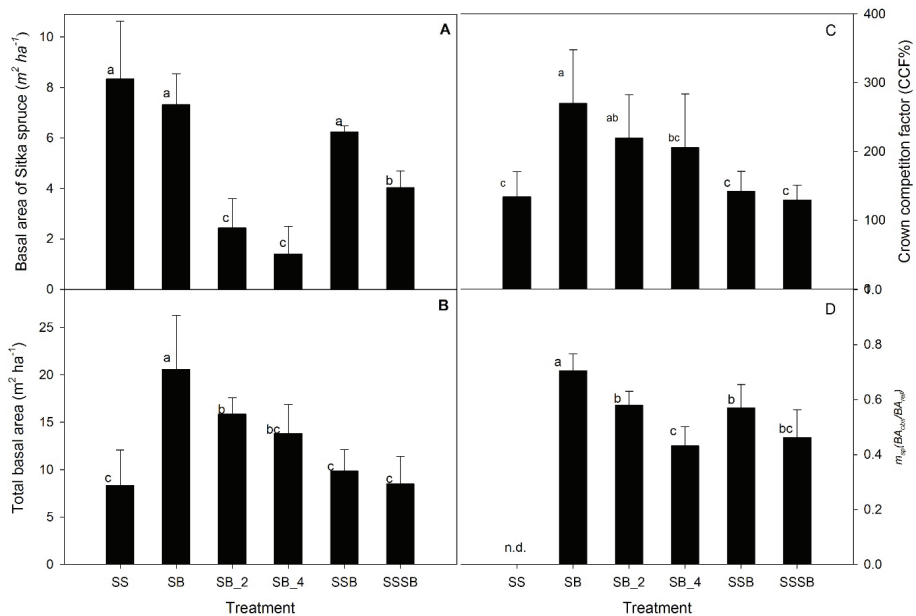 A
Basal area of Sitka spruce (m² ha⁻¹)
10
8
6
4
2
0
a
a
c
c
a
b
C
Crown competiton factor (CCF%)
400
300
200
100
0
c
a
ab
bc
c
c
B
Total basal area (m² ha⁻¹)
25
20
15
10
5
0
c
a
b
bc
c
c
SS SB SB_2 SB_4 SSB SSSB
Treatment
D
1.0
0.8
0.6
0.4
0.2
0.0
n.d.
a
b
c
b
bc
SS SB SB_2 SB_4 SSB SSSB
Treatment